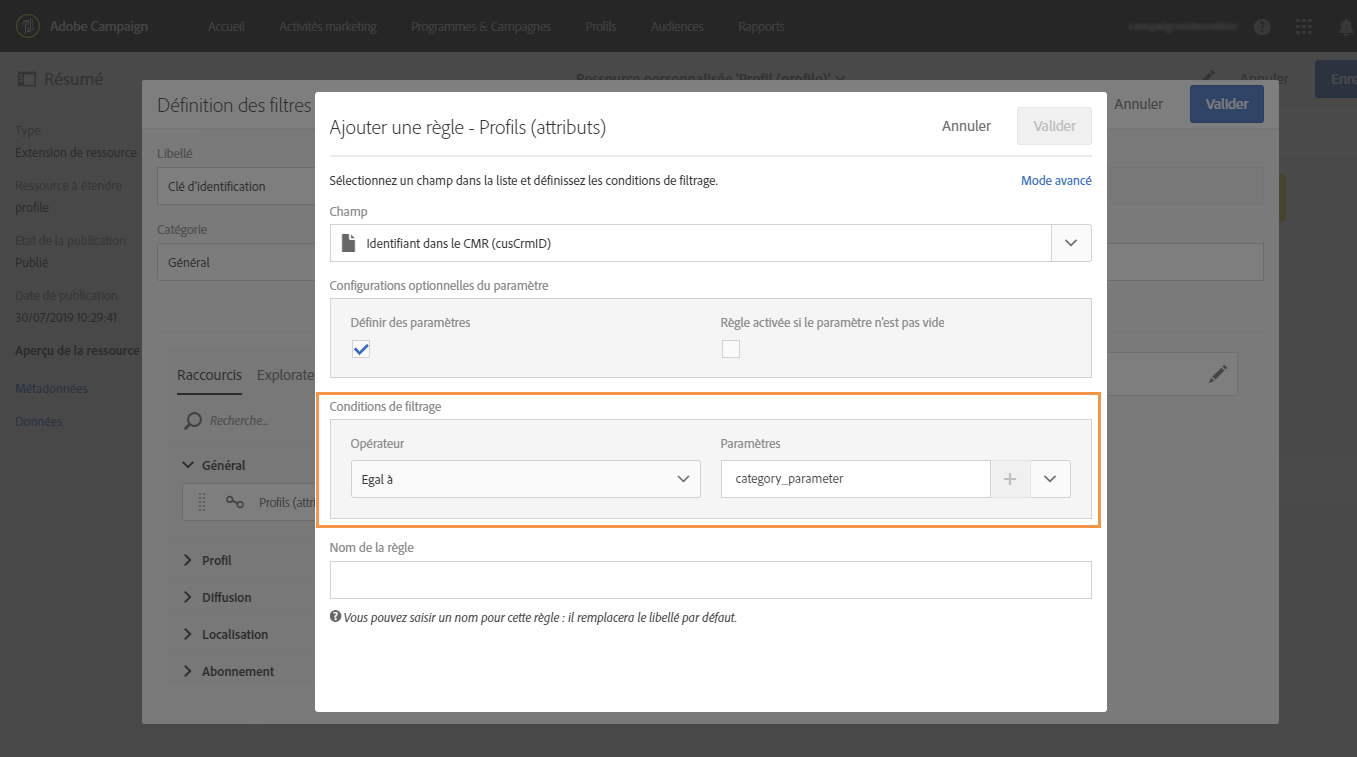 Adobe Campaign
Accueil
Activités marketing
Programmes & Campagnes
Profils
Audiences
Rapports
Résumé
Ressource personnalisée 'Profil (profile)'
Annuler
Enre
Type
Extension de ressource
Ressource à étendre
profile
Etat de la publication
Publié
Date de publication
30/07/2019 10:29:41
Aperçu de la ressource
Métadonnées
Données
Définition des filtres
Annuler
Valider
Libellé
Clé d'identification
Catégorie
Général
Raccourcis
Explorate
Recherche...
Général
Profils (attri
Profil
Diffusion
Localisation
Abonnement
Ajouter une règle - Profils (attributs)
Annuler
Valider
Sélectionnez un champ dans la liste et définissez les conditions de filtrage.
Mode avancé
Champ
Identifiant dans le CMR (cusCrmID)
Configurations optionnelles du paramètre
Définir des paramètres
Règle activée si le paramètre n'est pas vide
Conditions de filtrage
Opérateur
Paramètres
Egal à
category_parameter
Nom de la règle
Vous pouvez saisir un nom pour cette règle : il remplacera le libellé par défaut.